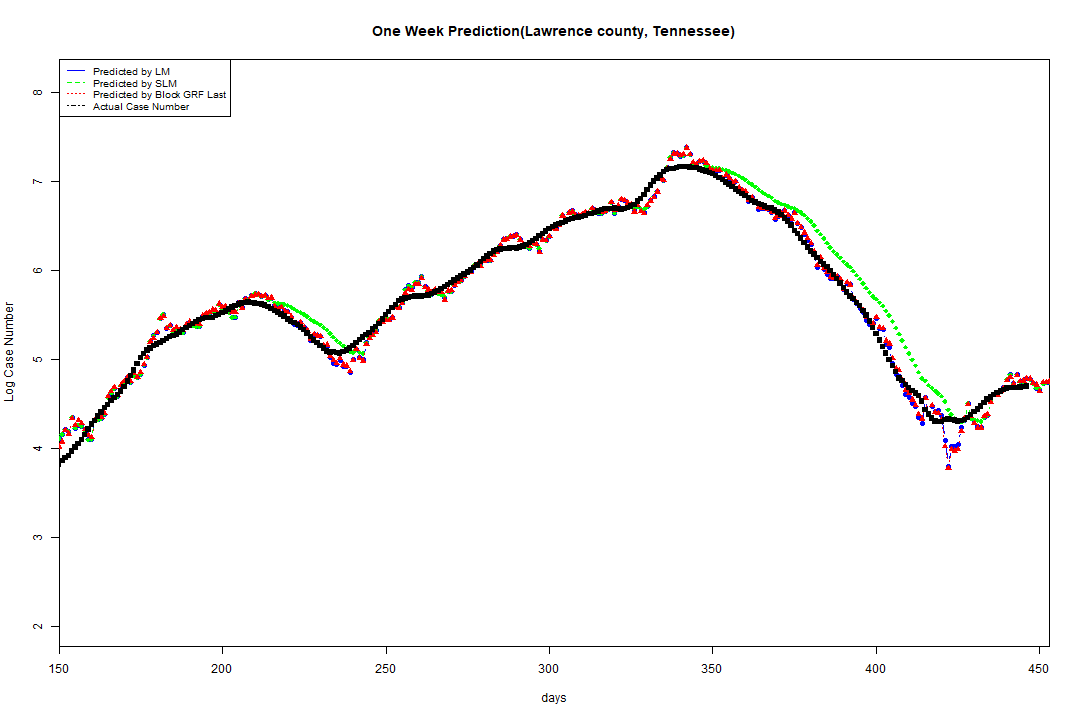 One Week Prediction(Lawrence county, Tennessee)
Predicted by LM
Predicted by SLM
Predicted by Block GRF Last
Actual Case Number
8
7
6
5
4
3
2
Log Case Number
150 200 250 300 350 400 450
days